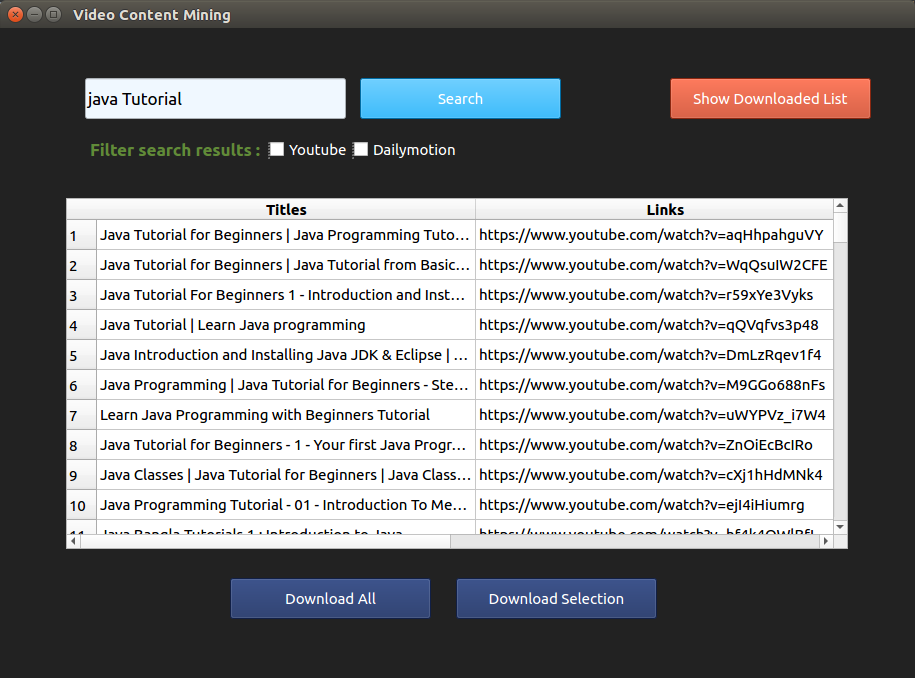 Video Content Mining
java Tutorial Search Show Downloaded List
Filter search results : Youtube Dailymotion
Titles Links
1 Java Tutorial for Beginners | Java Programming Tuto... https://www.youtube.com/watch?v=aqHhpahguVY
2 Java Tutorial for Beginners | Java Tutorial from Basic... https://www.youtube.com/watch?v=WqQsuIW2CFE
3 Java Tutorial For Beginners 1 - Introduction and Inst... https://www.youtube.com/watch?v=r59xYe3Vyks
4 Java Tutorial | Learn Java programming https://www.youtube.com/watch?v=qQVqfvs3p48
5 Java Introduction and Installing Java JDK & Eclipse | ... https://www.youtube.com/watch?v=DmLzRqev1f4
6 Java Programming | Java Tutorial for Beginners - Ste... https://www.youtube.com/watch?v=M9GGo688nFs
7 Learn Java Programming with Beginners Tutorial https://www.youtube.com/watch?v=uWYPVz_i7W4
8 Java Tutorial for Beginners - 1 - Your first Java Progr... https://www.youtube.com/watch?v=ZnOiEcBcIRo
9 Java Classes | Java Tutorial for Beginners | Java Class... https://www.youtube.com/watch?v=cXj1hHdMNk4
10 Java Programming Tutorial - 01 - Introduction To Me... https://www.youtube.com/watch?v=ejI4iHiumrg
11 Java Bangla Tutorials 1 : Introduction to Java
Download All Download Selection